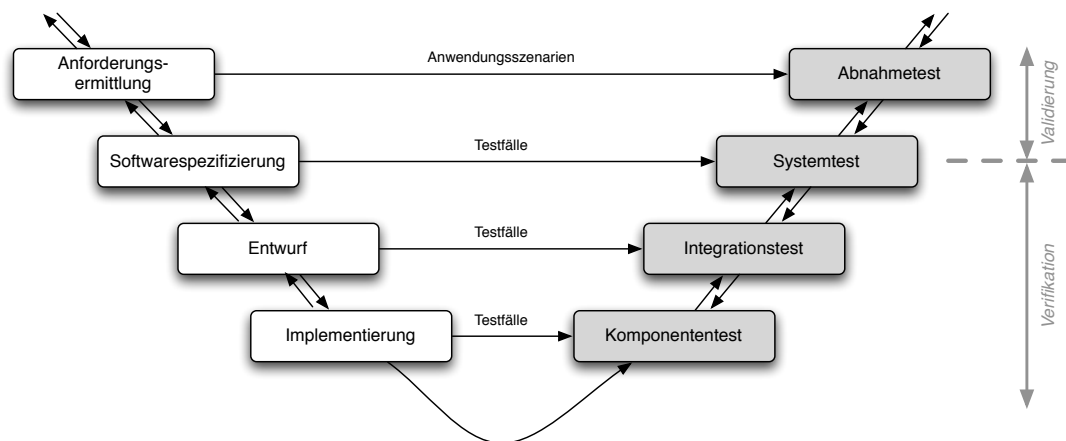 Anforderungs-
ermittlung
Anwendungsszenarien
Abnahmetest
Validierung
Softwarespezifizierung
Testfälle
Systemtest
Entwurf
Testfälle
Integrationstest
Verifikation
Implementierung
Testfälle
Komponententest